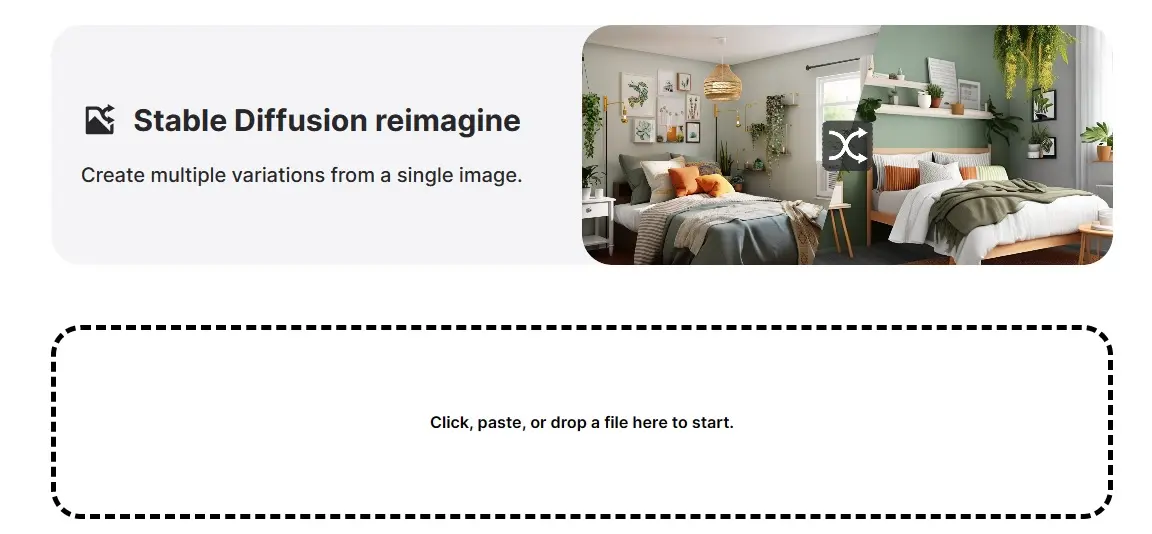 Stable Diffusion reimagine
Create multiple variations from a single image.
Click, paste, or drop a file here to start.